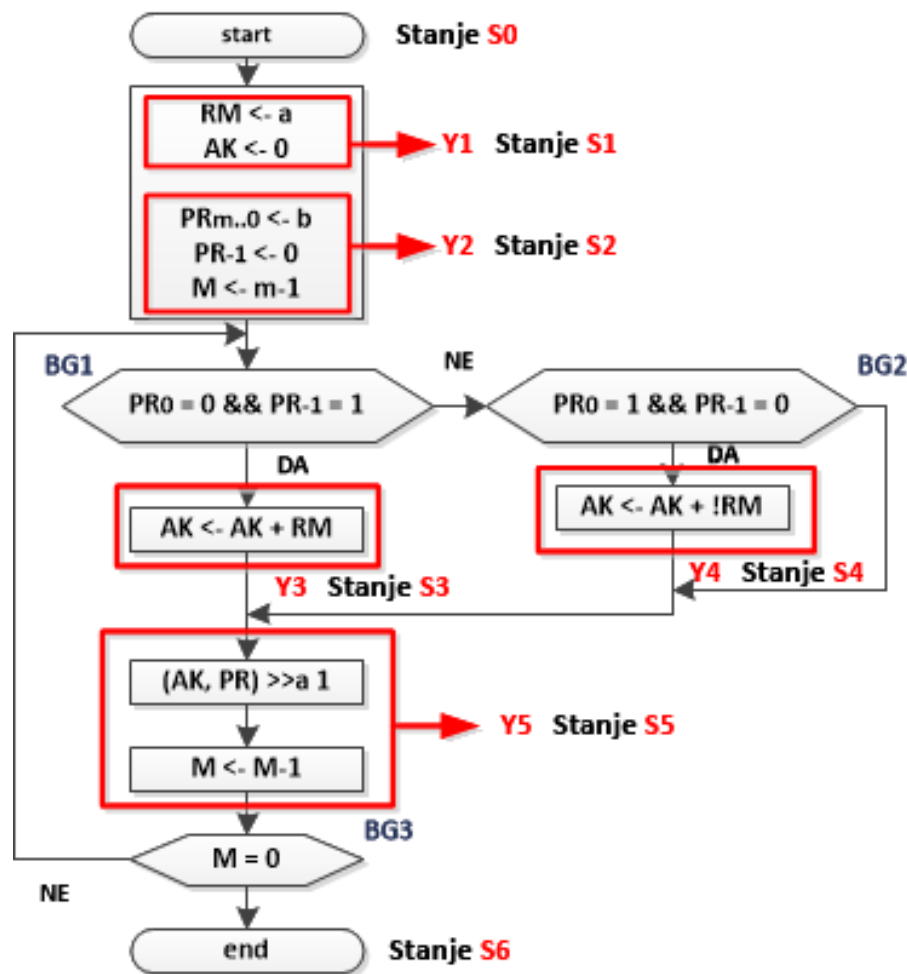 start
Stanje S0
RM <- a
AK <- 0
Y1 Stanje S1
PRm..0 <- b
PR-1 <- 0
M <- m-1
Y2 Stanje S2
BG1
PR0 = 0 && PR-1 = 1
NE
BG2
PR0 = 1 && PR-1 = 0
DA
DA
AK <- AK + RM
AK <- AK + !RM
Y3 Stanje S3
Y4 Stanje S4
(AK, PR) >>a 1
M <- M-1
Y5 Stanje S5
BG3
M = 0
NE
end
Stanje S6